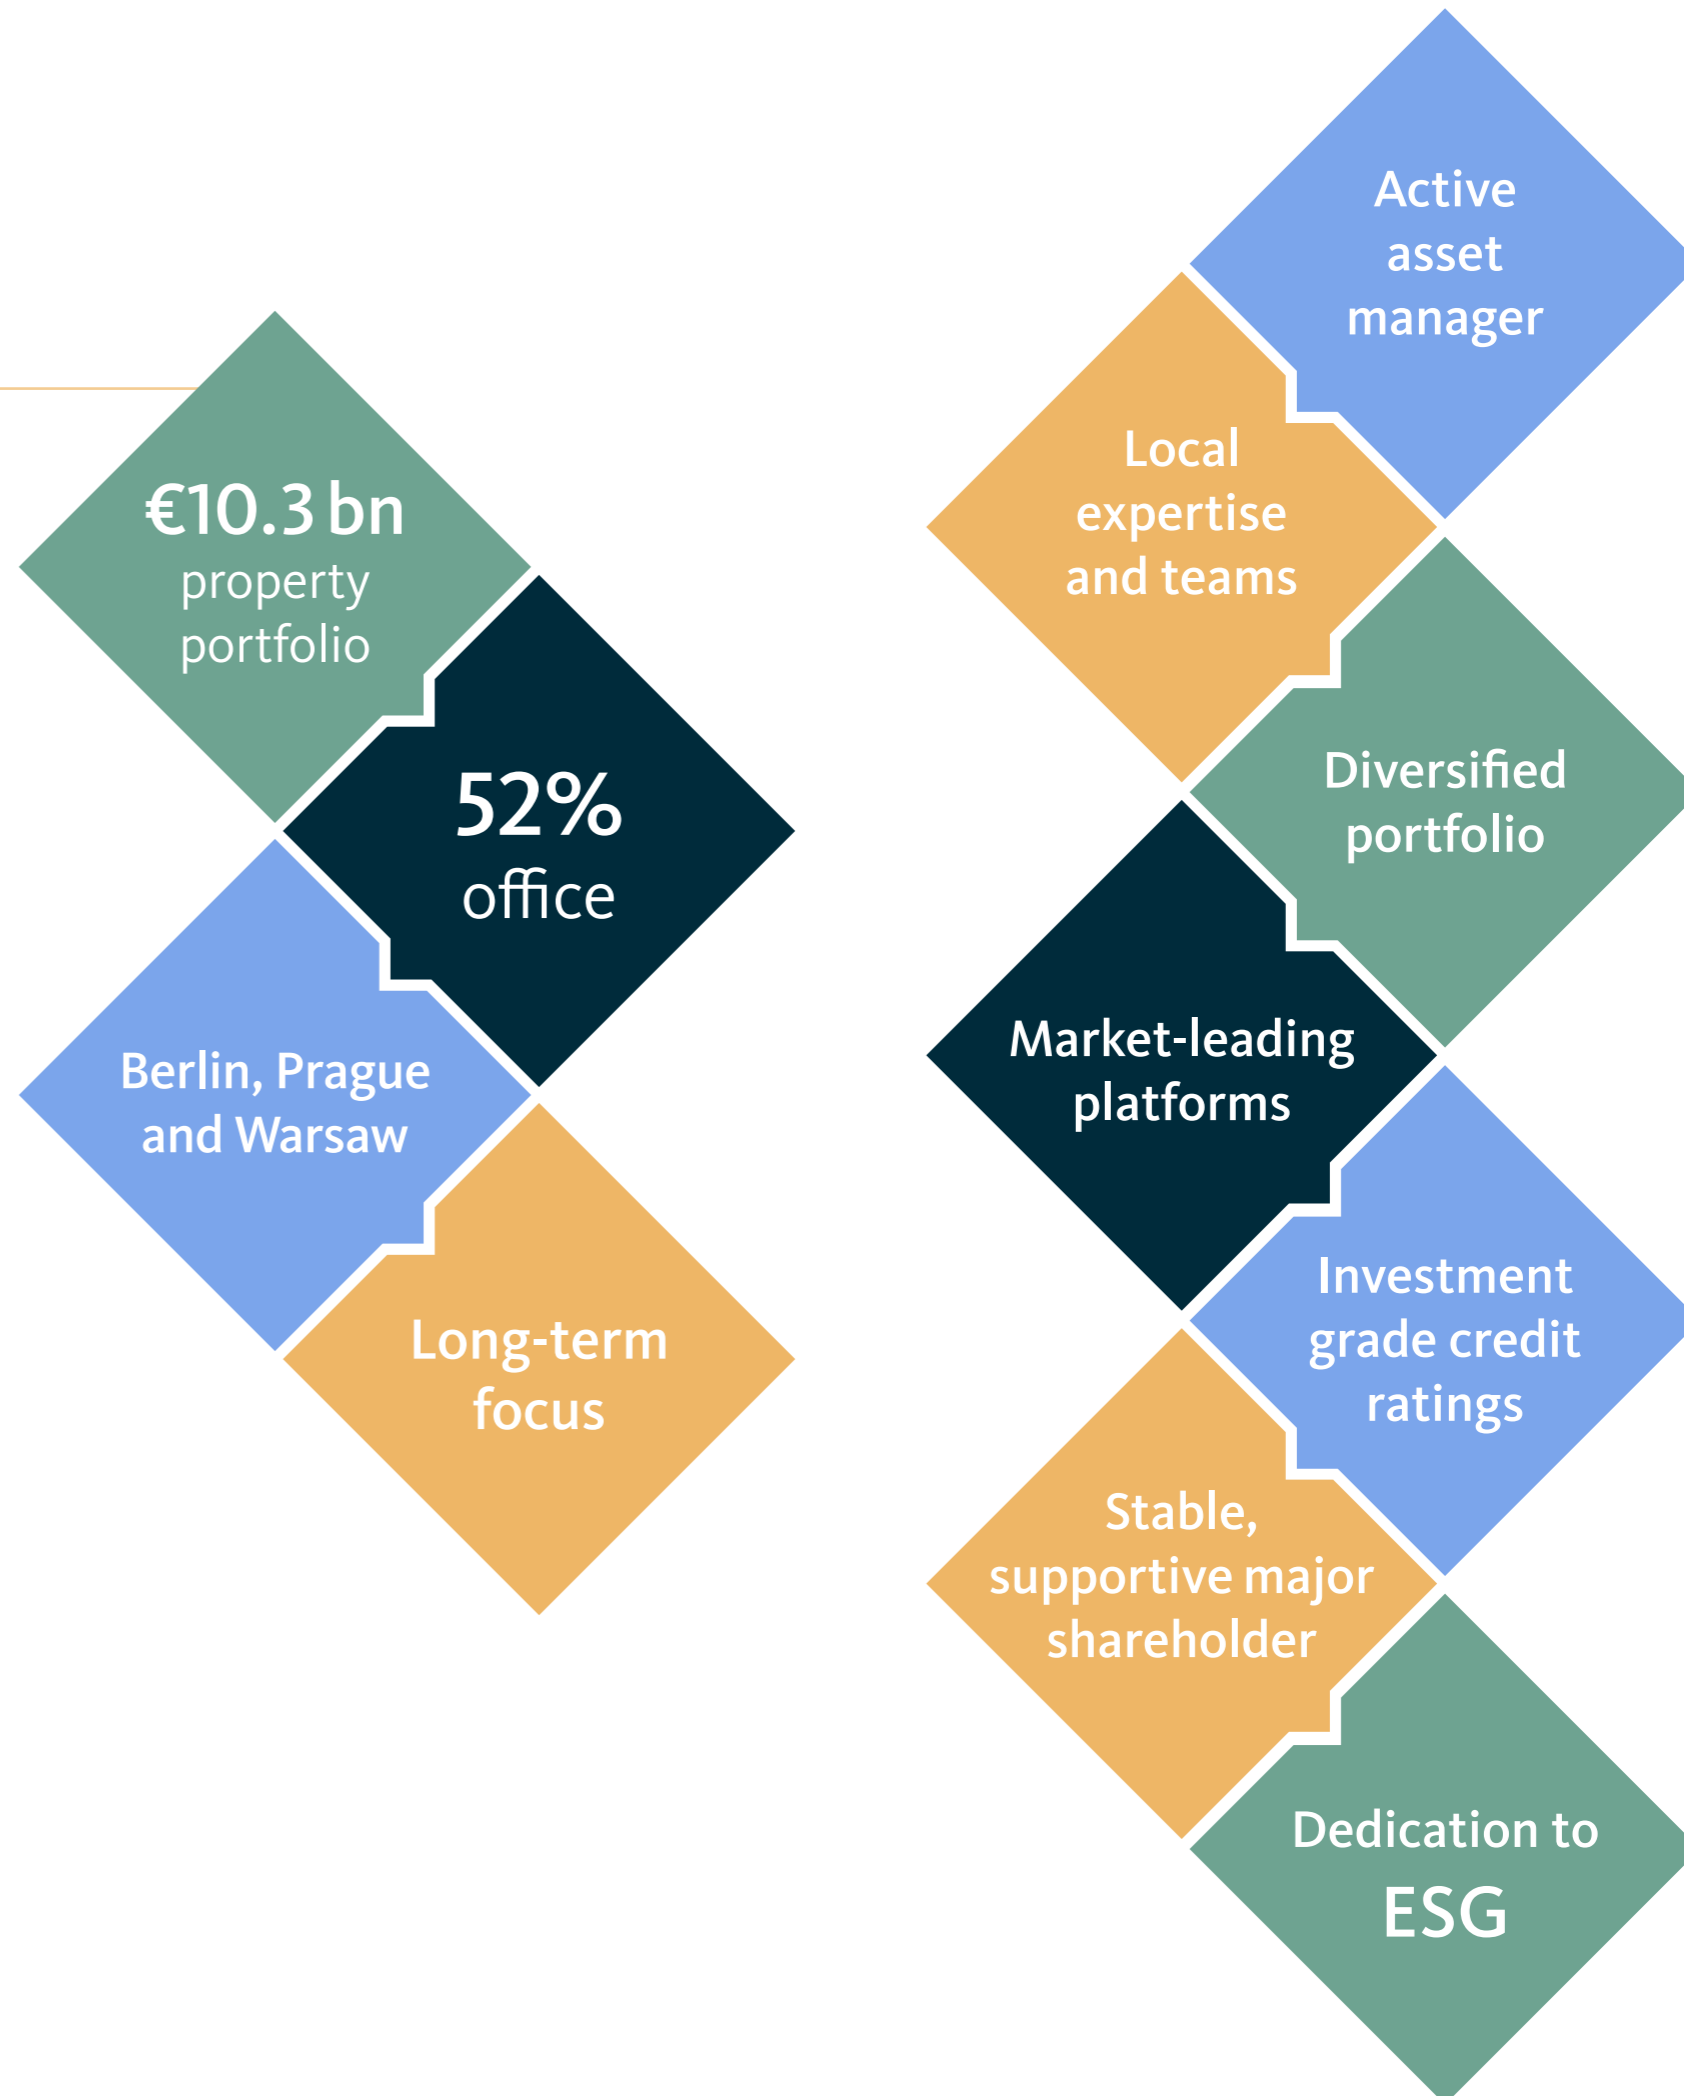 €10.3 bn
property
portfolio
52%
office
Berlin, Prague
and Warsaw
Long-term
focus
Active
asset
manager
Local
expertise
and teams
Diversified
portfolio
Market-leading
platforms
Investment
grade credit
ratings
Stable,
supportive major
shareholder
Dedication to
ESG